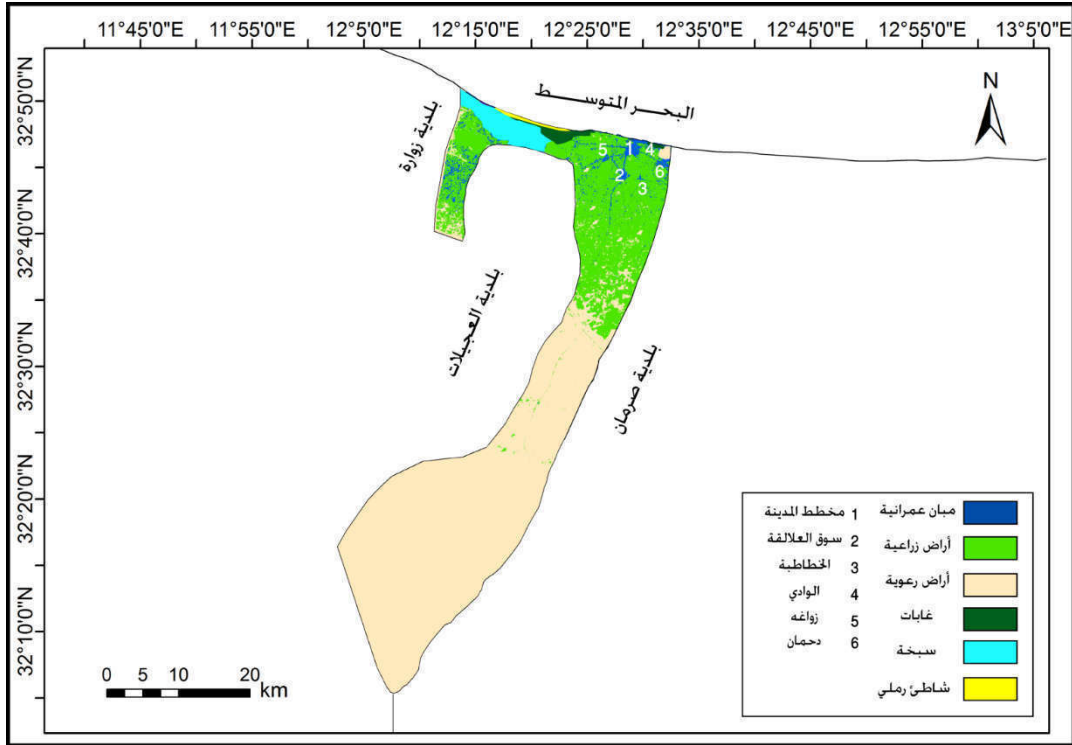 11°45'0"E 11°55'0"E 12°5'0"E 12°15'0"E 12°25'0"E 12°35'0"E 12°45'0"E 12°55'0"E 13°5'0"E
32°50'0"N
32°40'0"N
32°30'0"N
32°20'0"N
32°10'0"N
N
البحر المتوسط
بلدية زوارة
بلدية العجيلات
بلدية صرمان
1
2
3
4
5
6
0 5 10 20
km
مبان عمرانية
أراض زراعية
أراض رعوية
غابات
سبخة
شاطئ رملي
1 مخطط المدينة
2 سوق العلالقة
3 الخطاطبة
4 الوادي
5 زواغه
6 دحمان